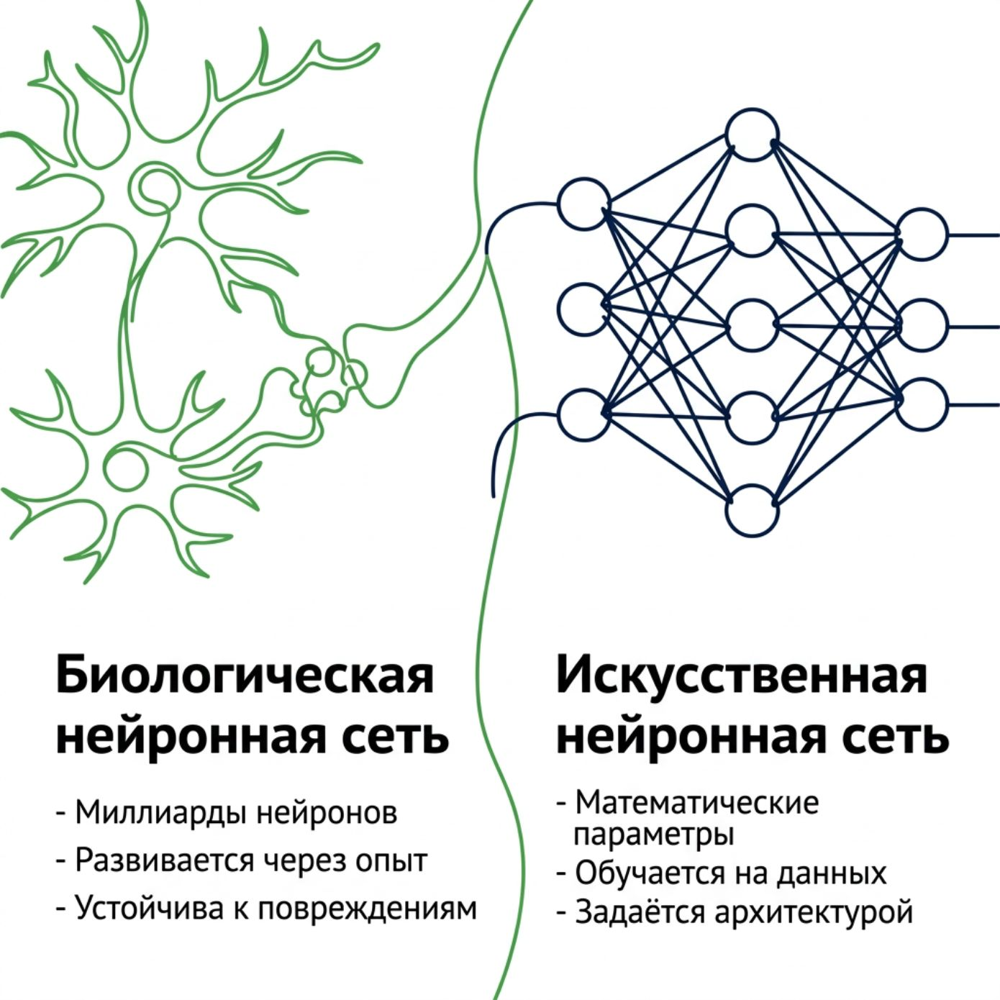 Биологическая
нейронная сеть
- Миллиарды нейронов
- Развивается через опыт
- Устойчива к повреждениям
Искусственная
нейронная сеть
- Математические
параметры
- Обучается на данных
- Задаётся архитектурой